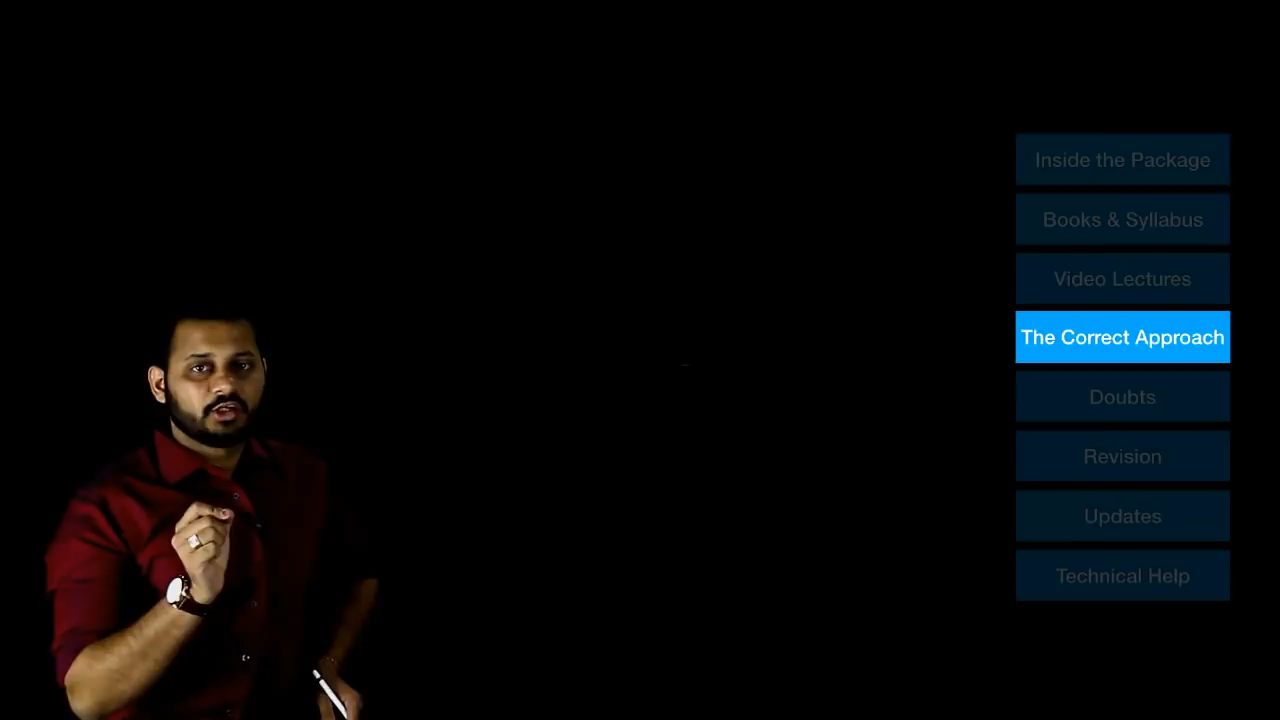 Inside the Package
Books & Syllabus
Video Lectures
The Correct Approach
Doubts
Revision
Updates
Technical Help